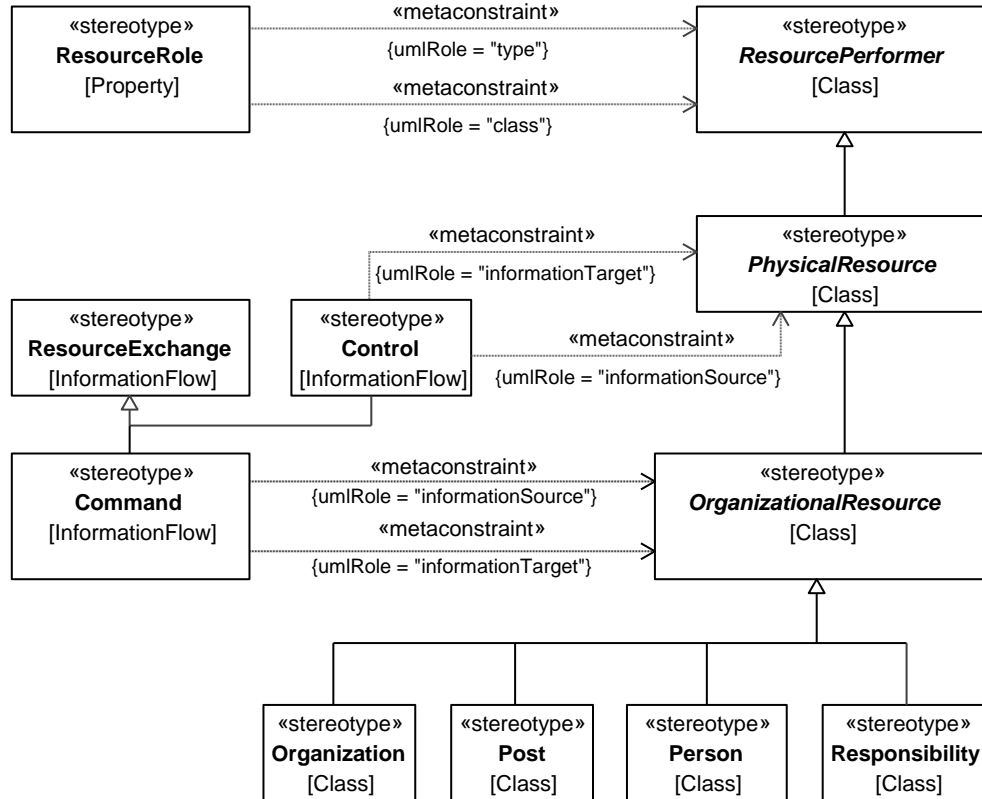 «stereotype»
ResourceRole
[Property]
«metaconstraint»
{umlRole = "type"}
«metaconstraint»
{umlRole = "class"}
«stereotype»
ResourcePerformer
[Class]
«metaconstraint»
{umlRole = "informationTarget"}
«stereotype»
PhysicalResource
[Class]
«stereotype»
ResourceExchange
[InformationFlow]
«stereotype»
Control
[InformationFlow]
«metaconstraint»
{umlRole = "informationSource"}
«stereotype»
Command
[InformationFlow]
«metaconstraint»
{umlRole = "informationSource"}
«metaconstraint»
{umlRole = "informationTarget"}
«stereotype»
OrganizationalResource
[Class]
«stereotype»
Organization
[Class]
«stereotype»
Post
[Class]
«stereotype»
Person
[Class]
«stereotype»
Responsibility
[Class]